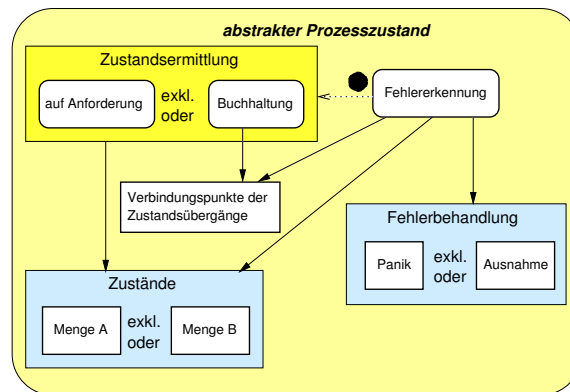 abstrakter Prozesszustand
Zustandsermittlung
auf Anforderung
exkl.
oder
Buchhaltung
Fehlererkennung
Verbindungspunkte der
Zustandsübergänge
Fehlerbehandlung
Panik
exkl.
oder
Ausnahme
Zustände
Menge A
exkl.
oder
Menge B